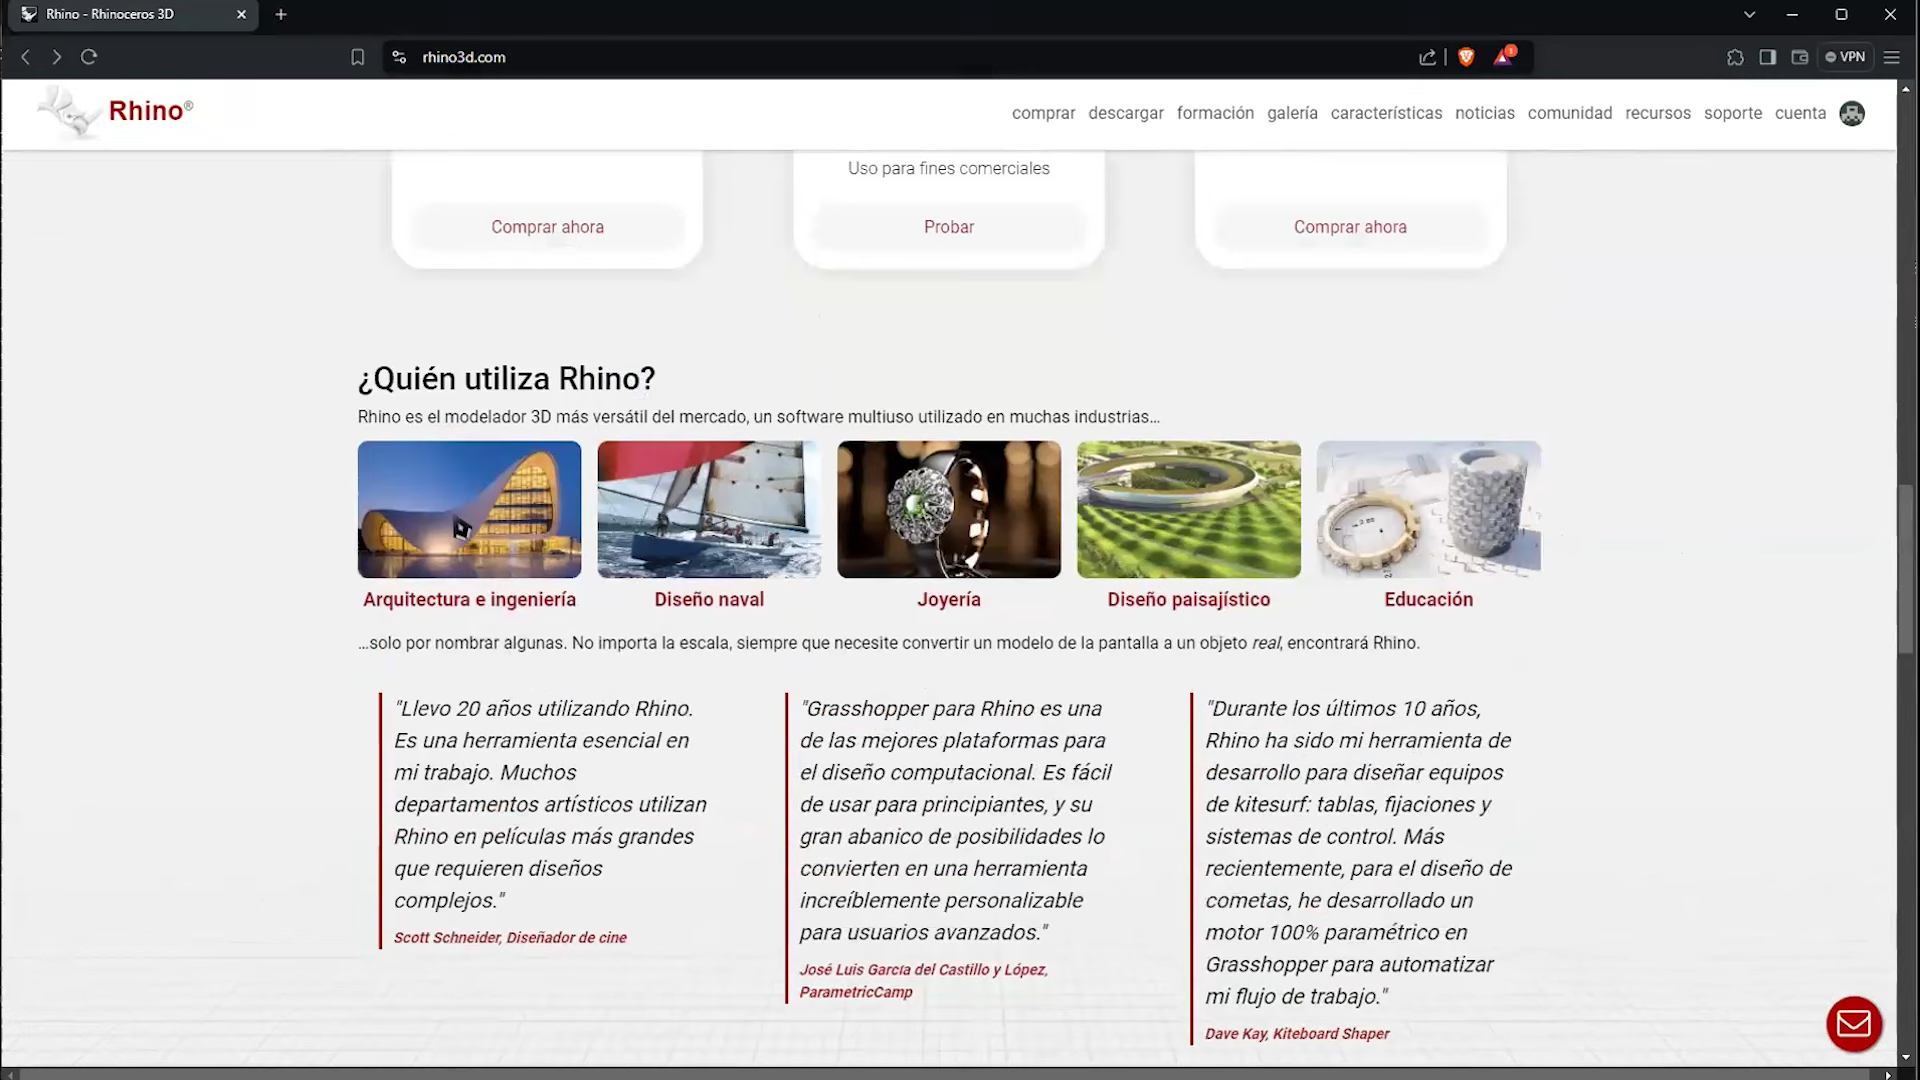 Rhino - Rhinoceros 3D
rhino3d.com
VPN
Rhino®
comprar descargar formación galería características noticias comunidad recursos soporte cuenta
Uso para fines comerciales
Comprar ahora
Probar
Comprar ahora
¿Quién utiliza Rhino?
Rhino es el modelador 3D más versátil del mercado, un software multiuso utilizado en muchas industrias...
Arquitectura e ingeniería
Diseño naval
Joyería
Diseño paisajístico
Educación
...solo por nombrar algunas. No importa la escala, siempre que necesite convertir un modelo de la pantalla a un objeto real, encontrará Rhino.
"Llevo 20 años utilizando Rhino.
Es una herramienta esencial en
mi trabajo. Muchos
departamentos artísticos utilizan
Rhino en películas más grandes
que requieren diseños
complejos."
Scott Schneider, Diseñador de cine
"Grasshopper para Rhino es una
de las mejores plataformas para
el diseño computacional. Es fácil
de usar para principiantes, y su
gran abanico de posibilidades lo
convierten en una herramienta
increíblemente personalizable
para usuarios avanzados."
José Luis García del Castillo y López,
ParametricCamp
"Durante los últimos 10 años,
Rhino ha sido mi herramienta de
desarrollo para diseñar equipos
de kitesurf: tablas, fijaciones y
sistemas de control. Más
recientemente, para el diseño de
cometas, he desarrollado un
motor 100% paramétrico en
Grasshopper para automatizar
mi flujo de trabajo."
Dave Kay, Kiteboard Shaper